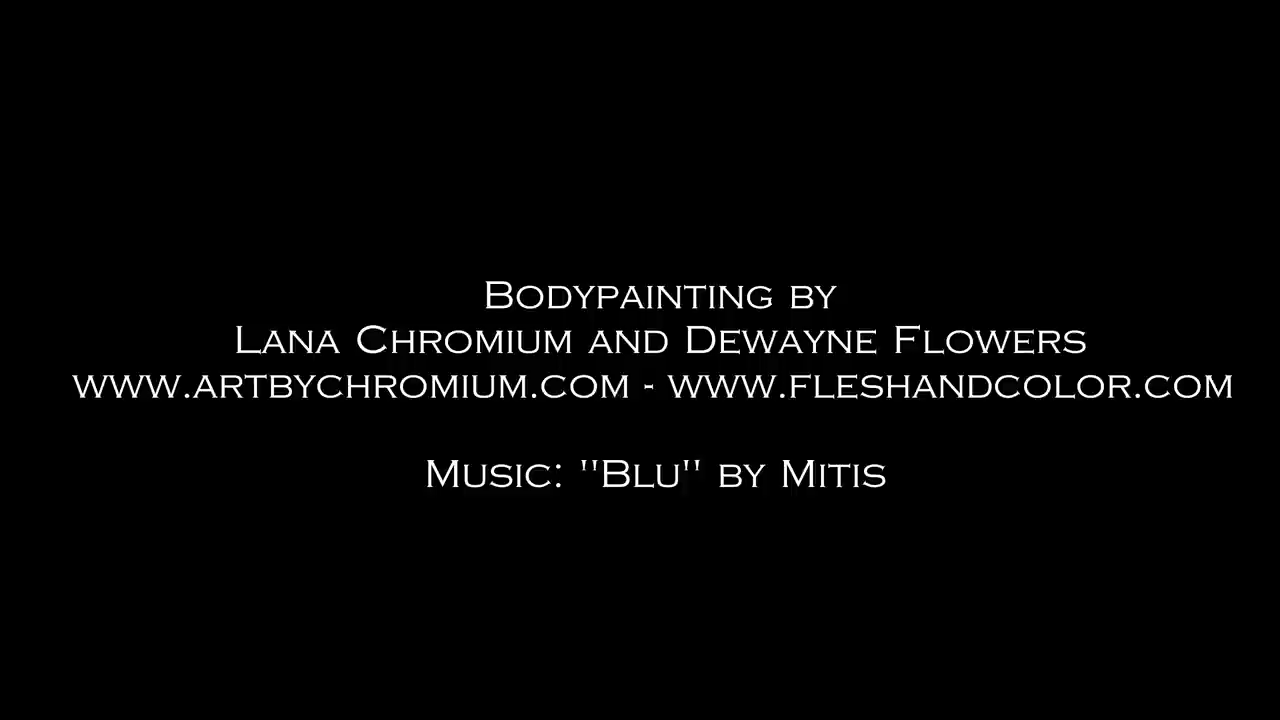 Bodypainting by
Lana Chromium and Dewayne Flowers
www.artbychromium.com - www.fleshandcolor.com
Music: "Blu" by Mitis